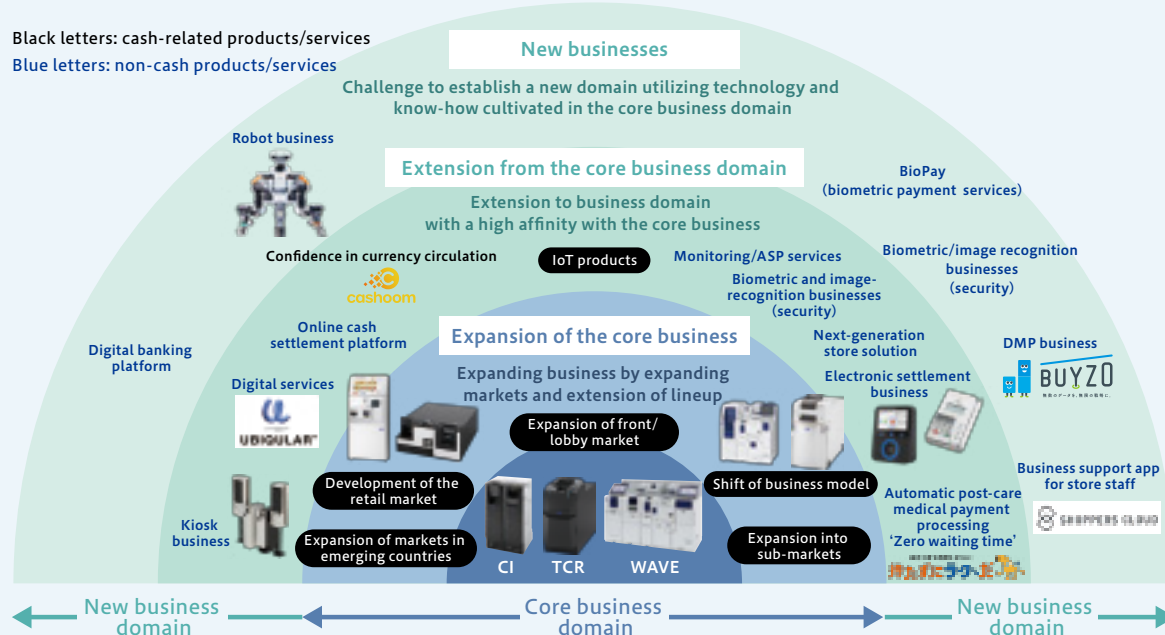 Black letters: cash-related products/services
Blue letters: non-cash products/services
New businesses
Challenge to establish a new domain utilizing technology and
know-how cultivated in the core business domain
Robot business
Extension from the core business domain
BioPay
(biometric payment services)
Extension to business domain
with a high affinity with the core business
Confidence in currency circulation
cashoom
IoT products
Monitoring/ASP services
Biometric and image-
recognition businesses
(security)
Biometric/image recognition
businesses
(security)
Online cash
settlement platform
Expansion of the core business
Next-generation
store solution
Digital banking
platform
DMP business
BUYZO
Digital services
UBIQULAR™
Expanding business by expanding
markets and extension of lineup
Electronic settlement
business
Expansion of front/
lobby market
Development of the
retail market
Shift of business model
Business support app
for store staff
SHOPPERS CLOUD
Kiosk
business
Expansion of markets in
emerging countries
Expansion into
sub-markets
Automatic post-care
medical payment
processing
‘Zero waiting time’
CI
TCR
WAVE
New business
domain
Core business
domain
New business
domain